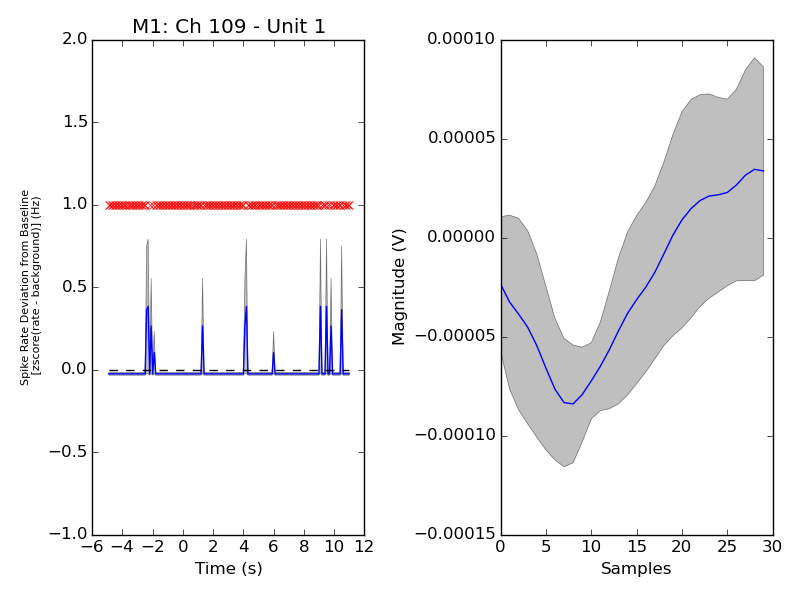 M1: Ch 109 - Unit 1
2.0
1.5
1.0
0.5
0.0
−0.5
−1.0
−6 −4 −2 0 2 4 6 8 10 12
Time (s)
Spike Rate Deviation from Baseline
[zscore(rate - background)] (Hz)
0.00010
0.00005
0.00000
−0.00005
−0.00010
−0.00015
0 5 10 15 20 25 30
Samples
Magnitude (V)